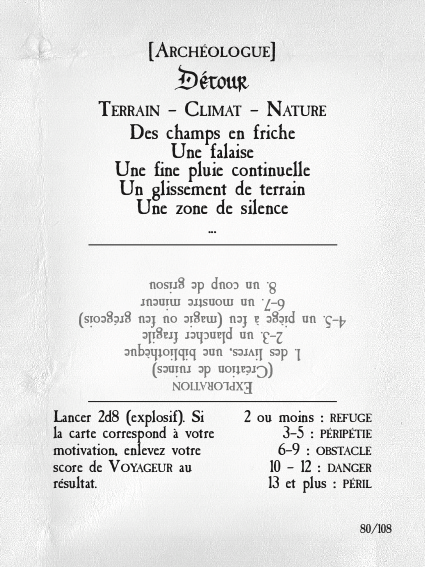 [Archéologue]
Détour
Terrain – Climat – Nature
Des champs en friche
Une falaise
Une fine pluie continuelle
Un glissement de terrain
Une zone de silence
...
Exploration
(Création de ruines)
1. des livres, une bibliothèque
2-3. un plancher fragile
4-5. un piège à feu (magie ou feu grégeois)
6-7. un monstre mineur
8. un coup de grisou
Lancer 2d8 (explosif). Si
la carte correspond à votre
motivation, enlevez votre
score de Voyageur au
résultat.
2 ou moins : refuge
3-5 : péripétie
6-9 : obstacle
10 – 12 : danger
13 et plus : péril
80/108